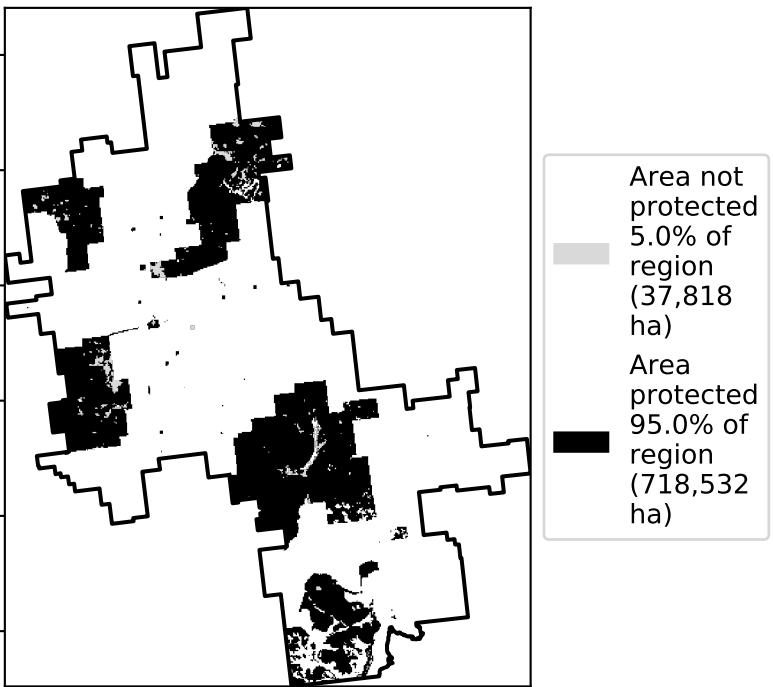 Area not
protected
5.0% of
region
(37,818
ha)
Area
protected
95.0% of
region
(718,532
ha)